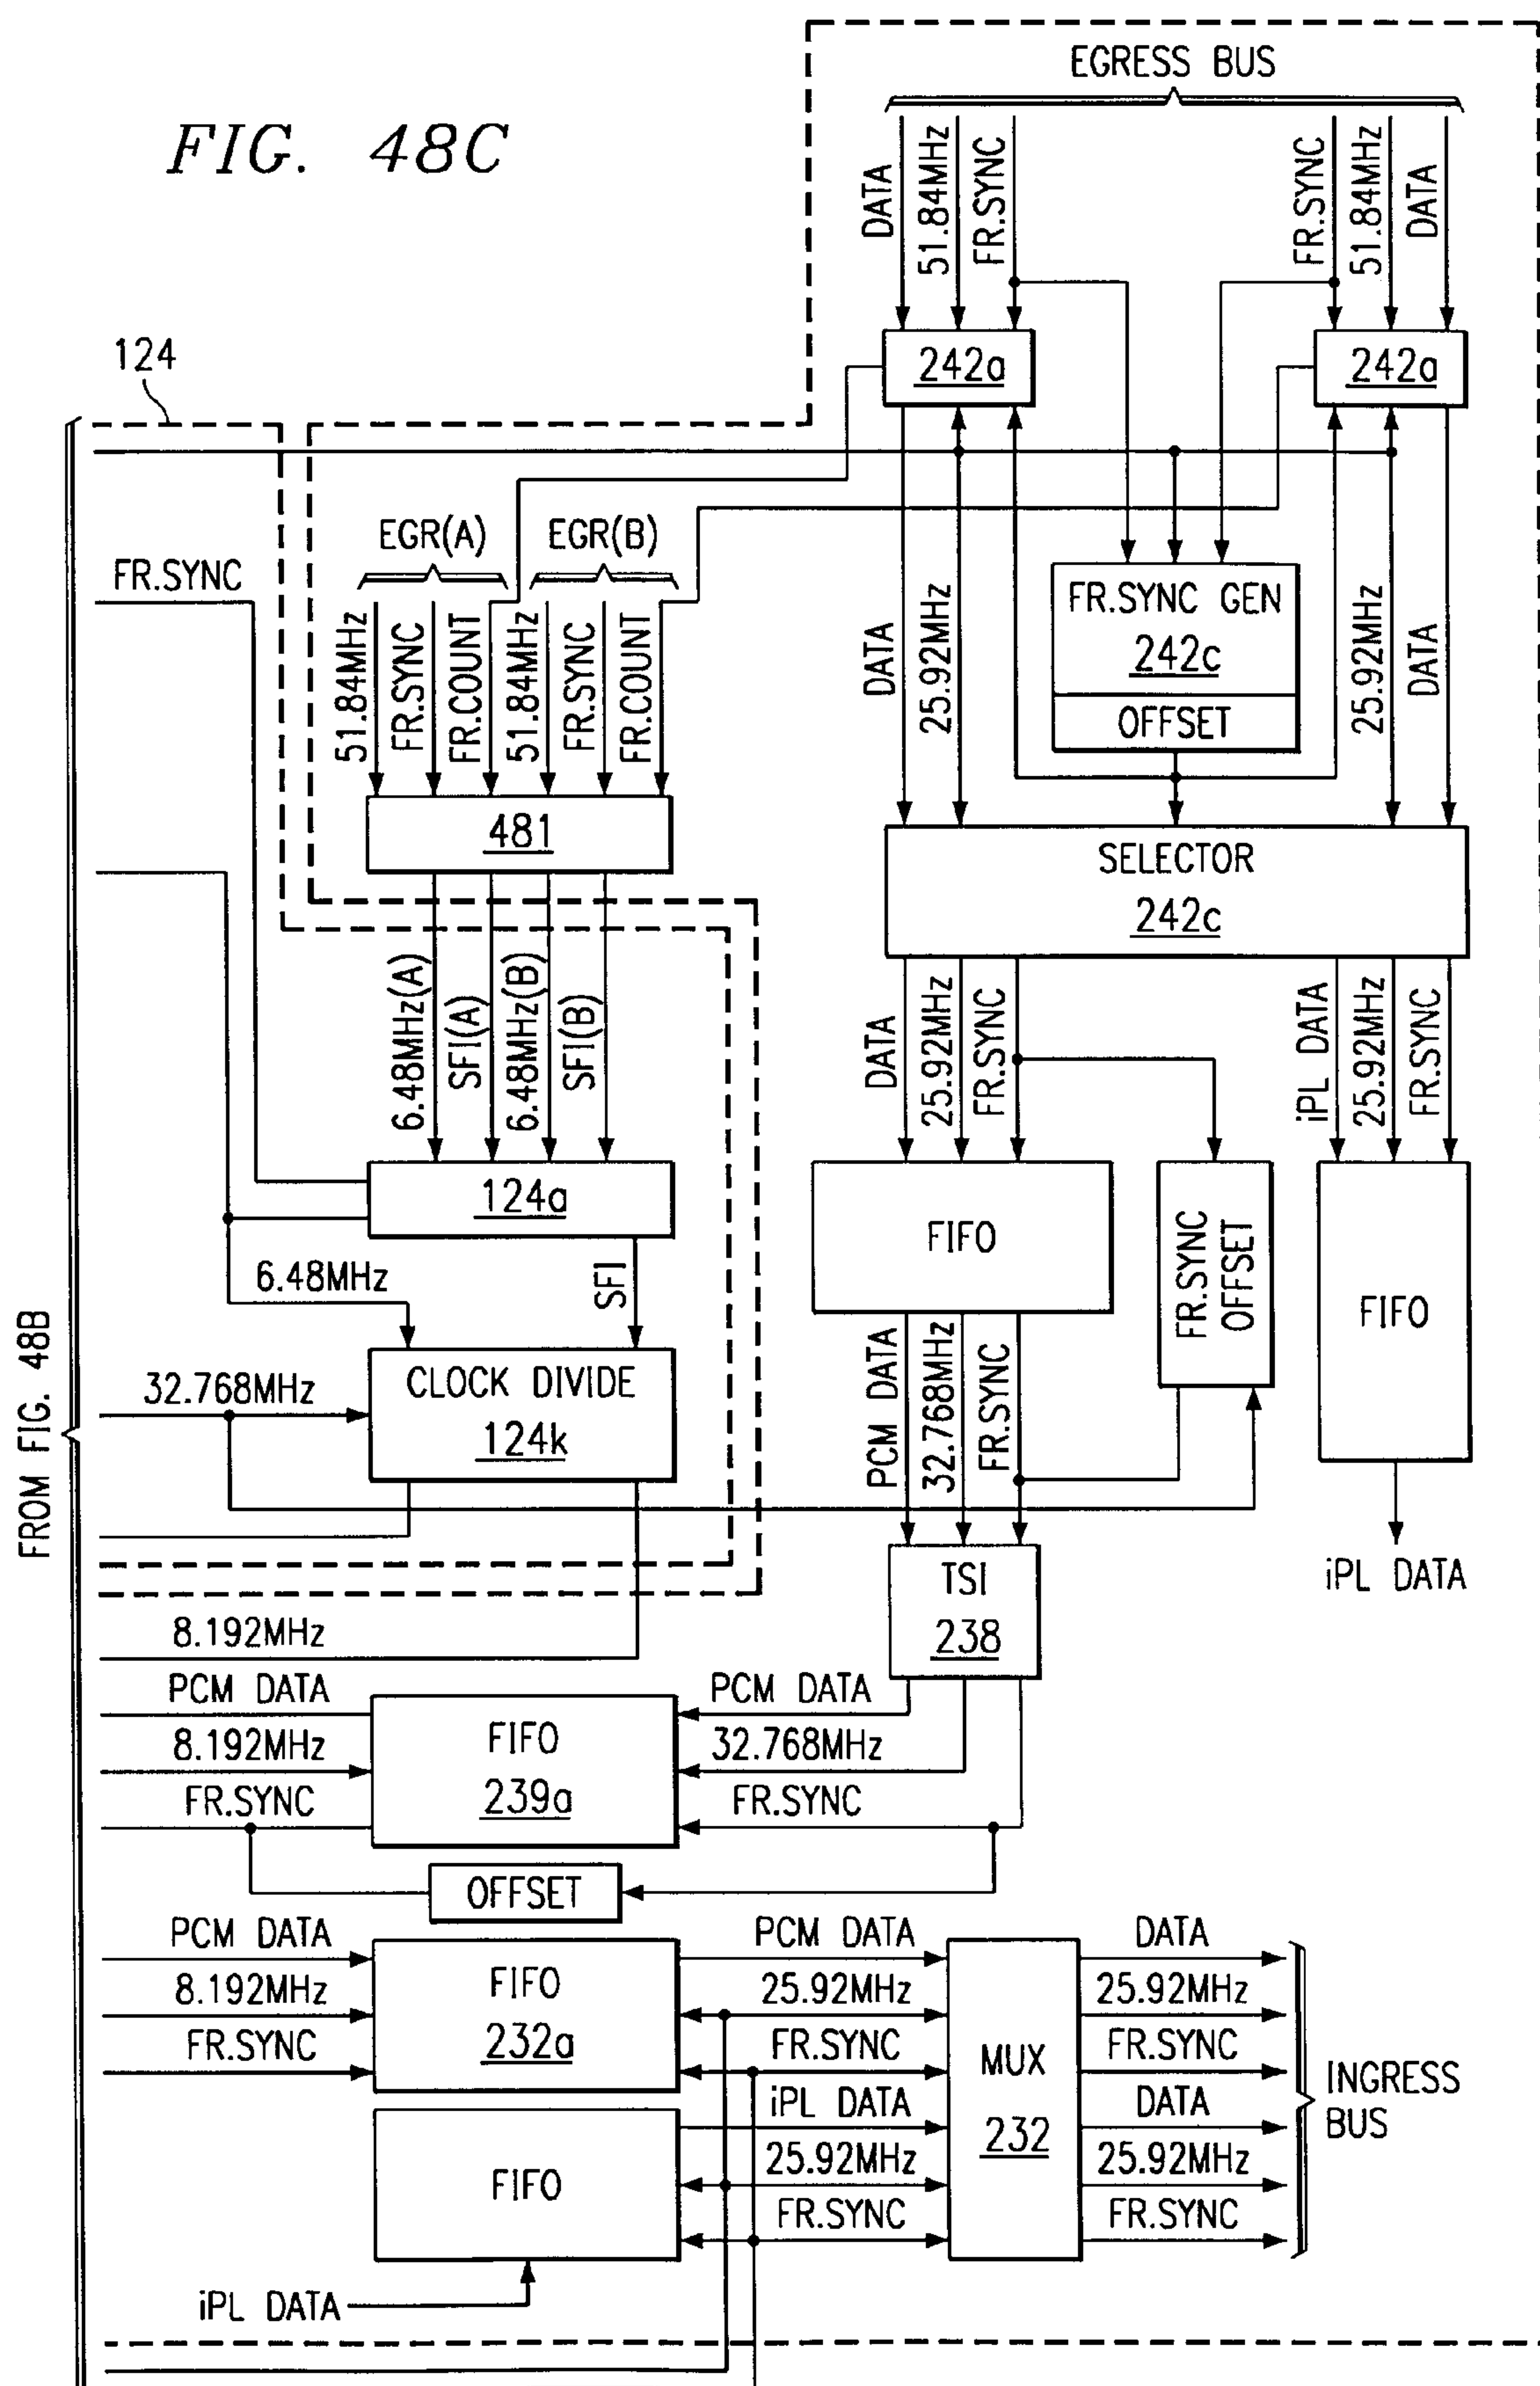 FIG. 48C
EGRESS BUS
DATA
51.84MHz
FR.SYNC
FR.SYNC
51.84MHz
DATA
242a
242a
124
EGR(A)
EGR(B)
FR.SYNC
51.84MHz
FR.SYNC
FR.COUNT
51.84MHz
FR.SYNC
FR.COUNT
DATA
25.92MHz
FR.SYNC GEN
242c
OFFSET
25.92MHz
DATA
481
SELECTOR
242c
6.48MHz(A)
SFI(A)
6.48MHz(B)
SFI(B)
DATA
25.92MHz
FR.SYNC
iPL DATA
25.92MHz
FR.SYNC
124a
FIFO
FR.SYNC
OFFSET
FIFO
6.48MHz
SFI
FROM FIG. 48B
32.768MHz
CLOCK DIVIDE
124k
PCM DATA
32.768MHz
FR.SYNC
iPL DATA
TSI
238
8.192MHz
PCM DATA
8.192MHz
FR.SYNC
FIFO
239a
PCM DATA
32.768MHz
FR.SYNC
OFFSET
PCM DATA
8.192MHz
FR.SYNC
FIFO
232a
PCM DATA
25.92MHz
FR.SYNC
iPL DATA
25.92MHz
FR.SYNC
MUX
232
DATA
25.92MHz
FR.SYNC
DATA
25.92MHz
FR.SYNC
INGRESS
BUS
FIFO
iPL DATA